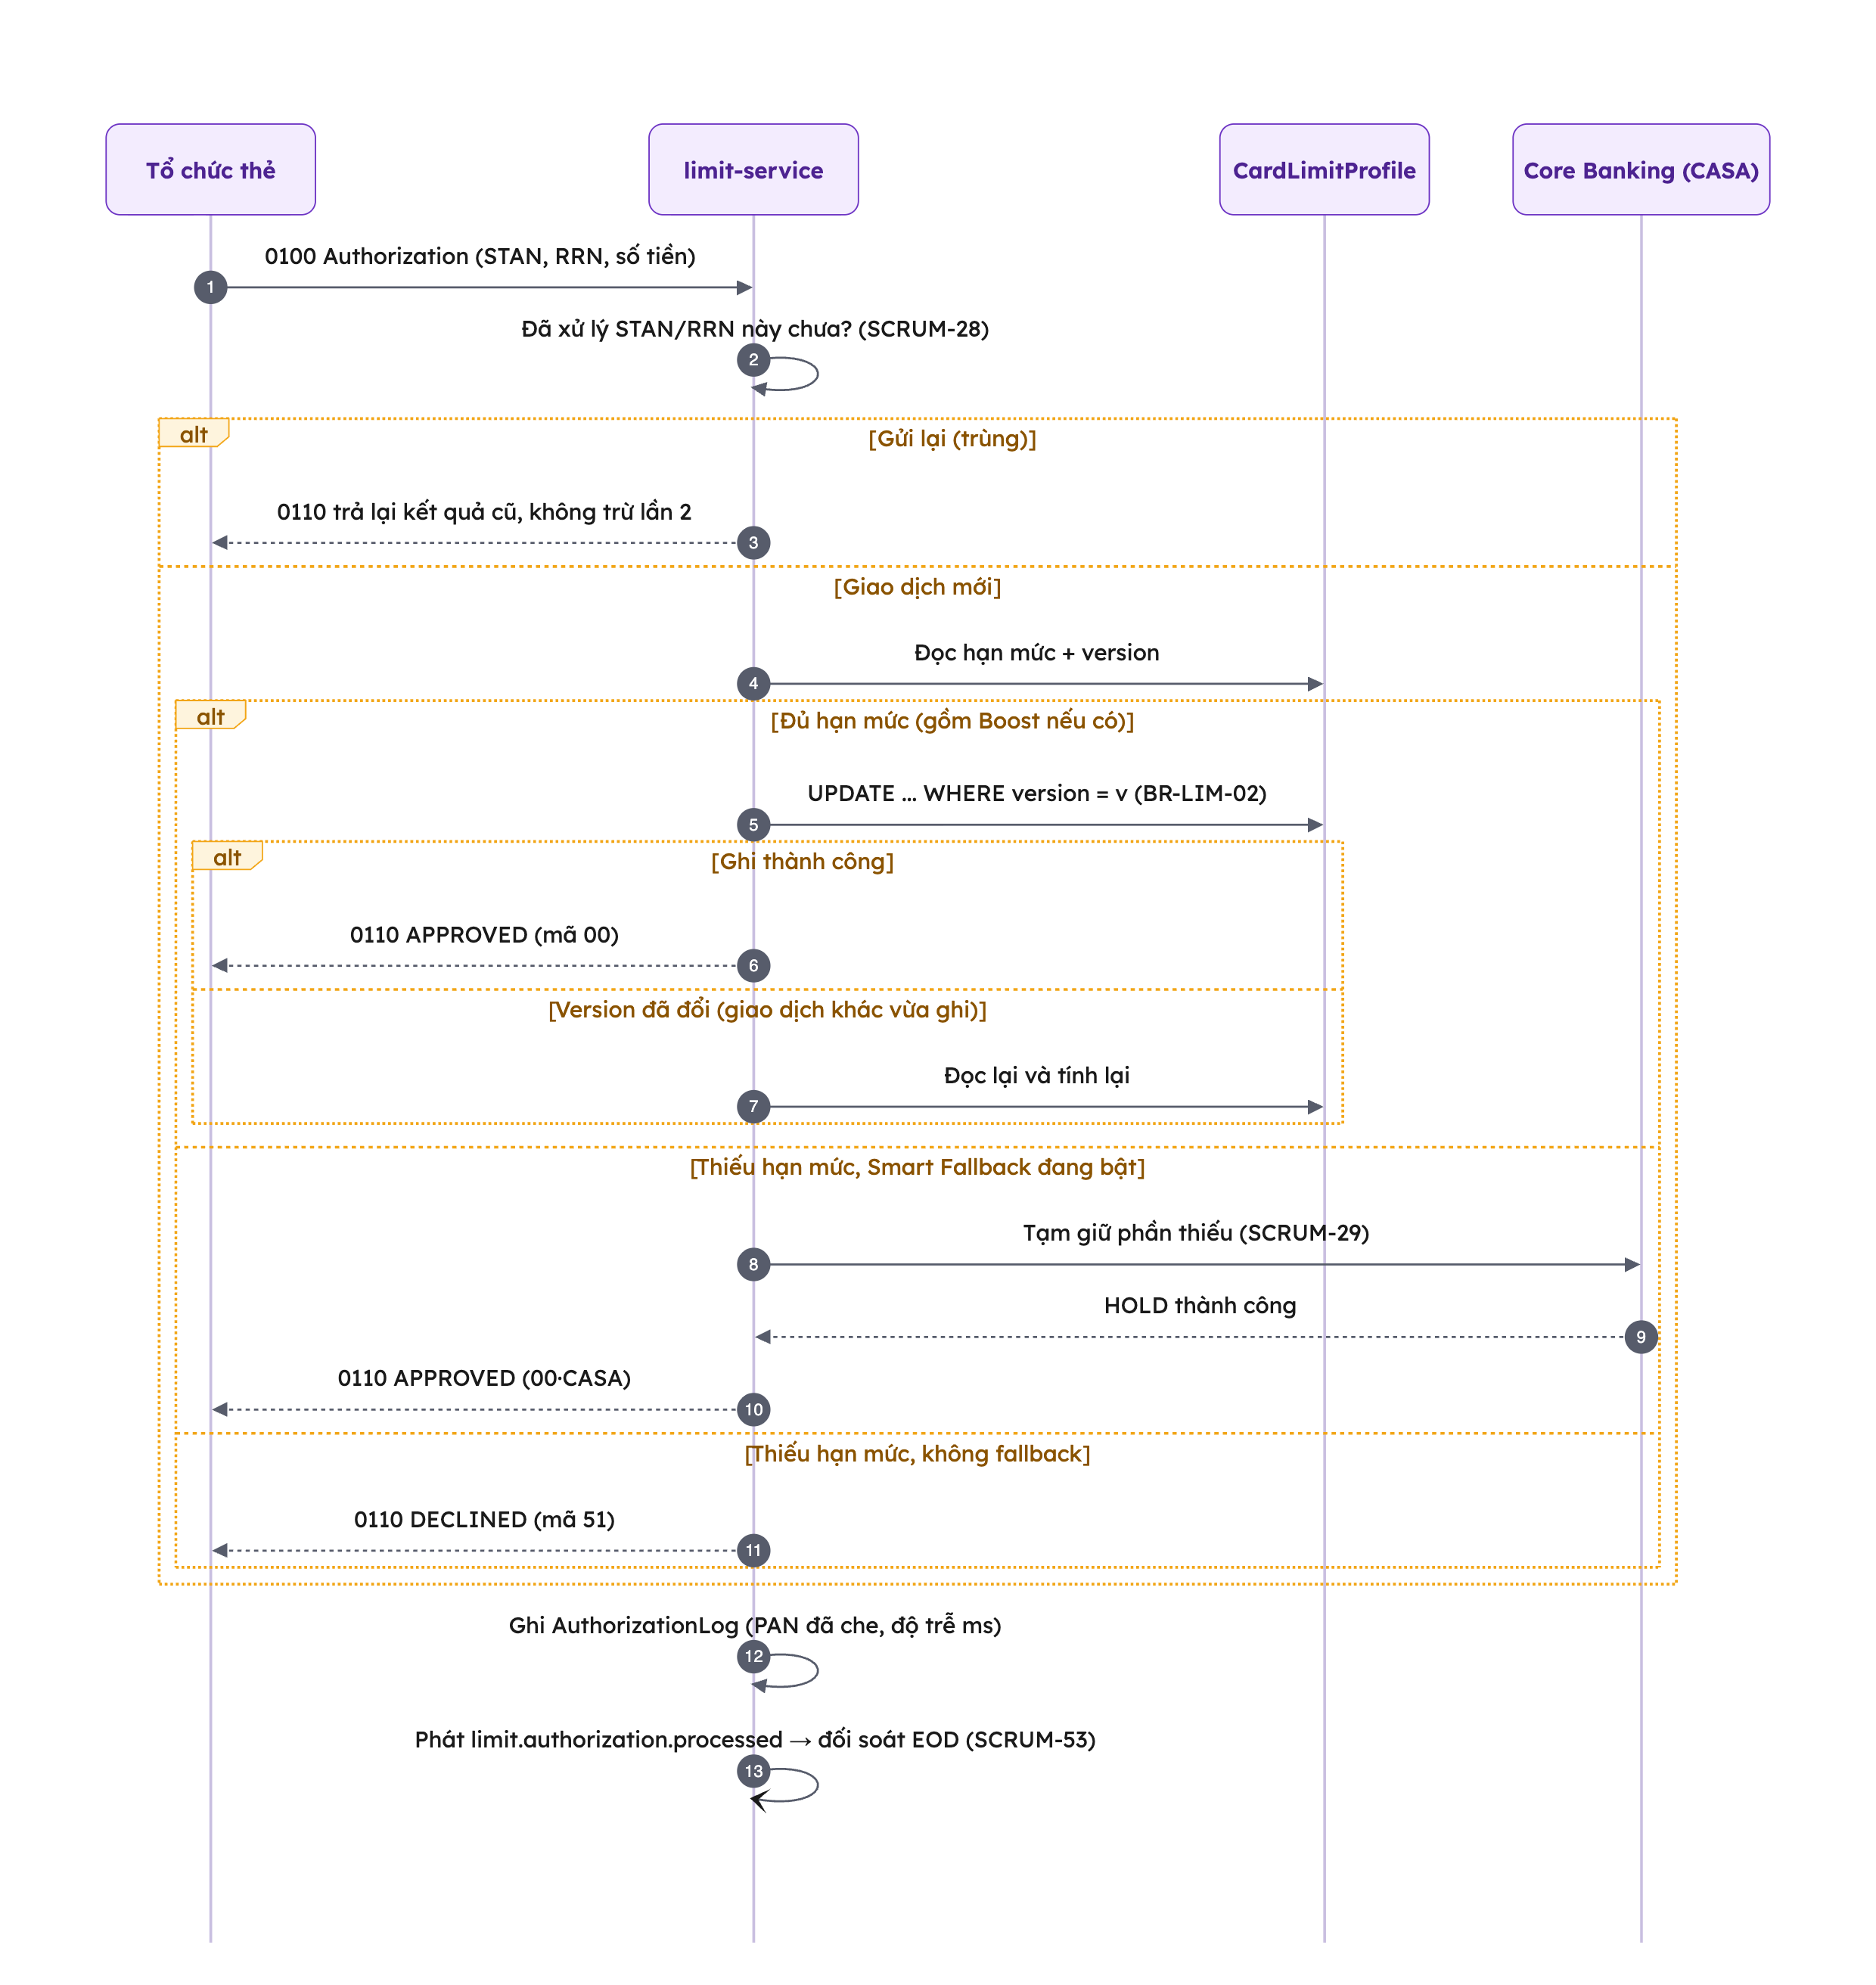 Tổ chức thẻ
limit-service
CardLimitProfile
Core Banking (CASA)
0100 Authorization (STAN, RRN, số tiền)
1
Đã xử lý STAN/RRN này chưa? (SCRUM-28)
2
alt
[Gửi lại (trùng)]
0110 trả lại kết quả cũ, không trừ lần 2
3
[Giao dịch mới]
Đọc hạn mức + version
4
alt
[Đủ hạn mức (gồm Boost nếu có)]
UPDATE ... WHERE version = v (BR-LIM-02)
5
alt
[Ghi thành công]
0110 APPROVED (mã 00)
6
[Version đã đổi (giao dịch khác vừa ghi)]
Đọc lại và tính lại
7
[Thiếu hạn mức, Smart Fallback đang bật]
Tạm giữ phần thiếu (SCRUM-29)
8
HOLD thành công
9
0110 APPROVED (00·CASA)
10
[Thiếu hạn mức, không fallback]
0110 DECLINED (mã 51)
11
Ghi AuthorizationLog (PAN đã che, độ trễ ms)
12
Phát limit.authorization.processed → đối soát EOD (SCRUM-53)
13